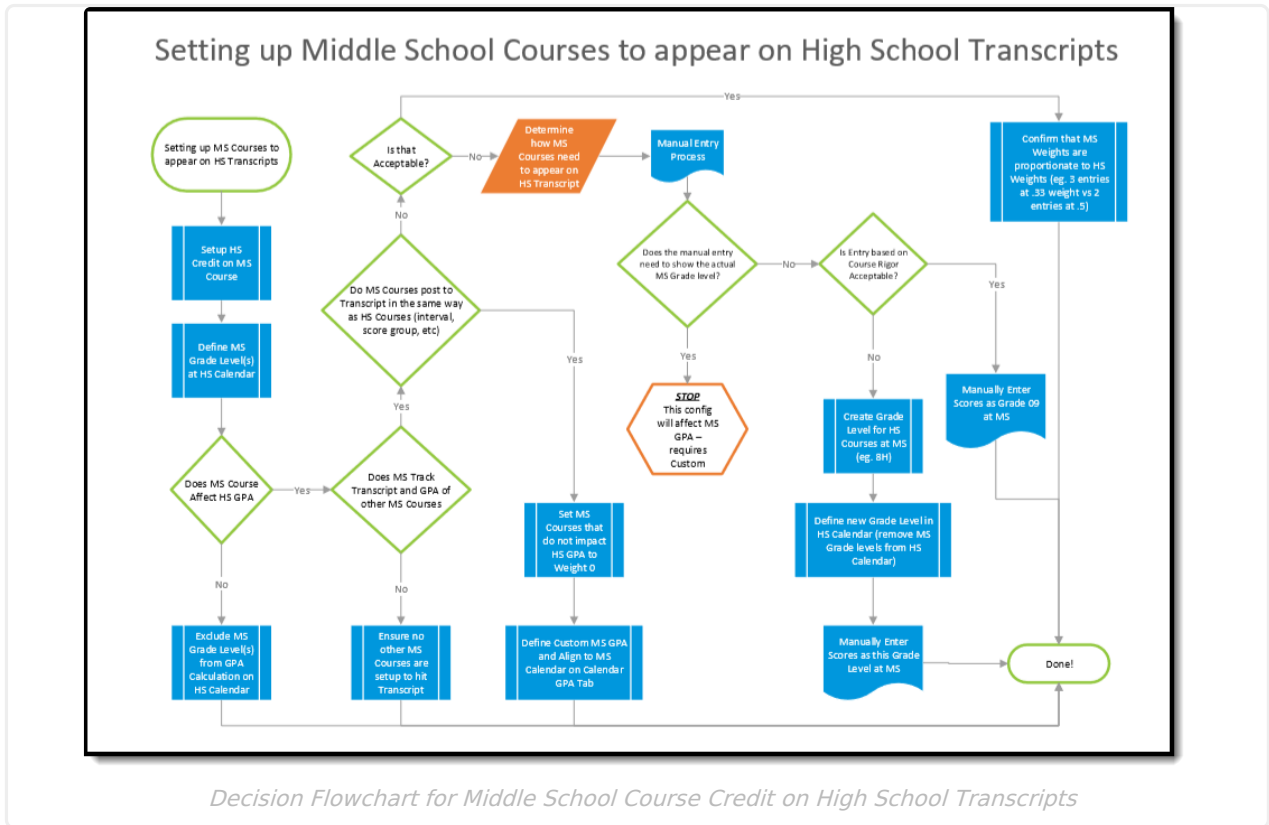 Setting up Middle School Courses to appear on High School Transcripts
Setting up MS Courses to
appear on HS Transcripts
Setup HS
Credit on MS
Course
Define MS
Grade Level(s)
at HS Calendar
Does MS Course
Affect HS GPA
No
Exclude MS
Grade Level(s)
from GPA
Calculation on
HS Calendar
Yes
Does MS Track
Transcript and GPA of
other MS Courses
No
Ensure no
other MS
Courses are
setup to hit
Transcript
Yes
Do MS Courses post to
Transcript in the same way
as HS Courses (interval,
score group, etc)
Yes
Set MS
Courses that
do not impact
HS GPA to
Weight 0
Define Custom MS GPA
and Align to MS
Calendar on Calendar
GPA Tab
No
Is that
Acceptable?
Yes
Confirm that MS
Weights are
proportionate to HS
Weights (eg. 3 entries
at .33 weight vs 2
entries at .5)
No
Determine
how MS
Courses need
to appear on
HS Transcript
Manual Entry
Process
Does the manual entry
need to show the actual
MS Grade level?
Yes
STOP
This config
will affect MS
GPA –
requires
Custom
No
Is Entry based on
Course Rigor
Acceptable?
Yes
Manually Enter
Scores as Grade 09
at MS
No
Create Grade
Level for HS
Courses at MS
(eg. 8H)
Define new Grade Level in
HS Calendar (remove MS
Grade levels from HS
Calendar)
Manually Enter
Scores as this Grade
Level at MS
Done!
Decision Flowchart for Middle School Course Credit on High School Transcripts